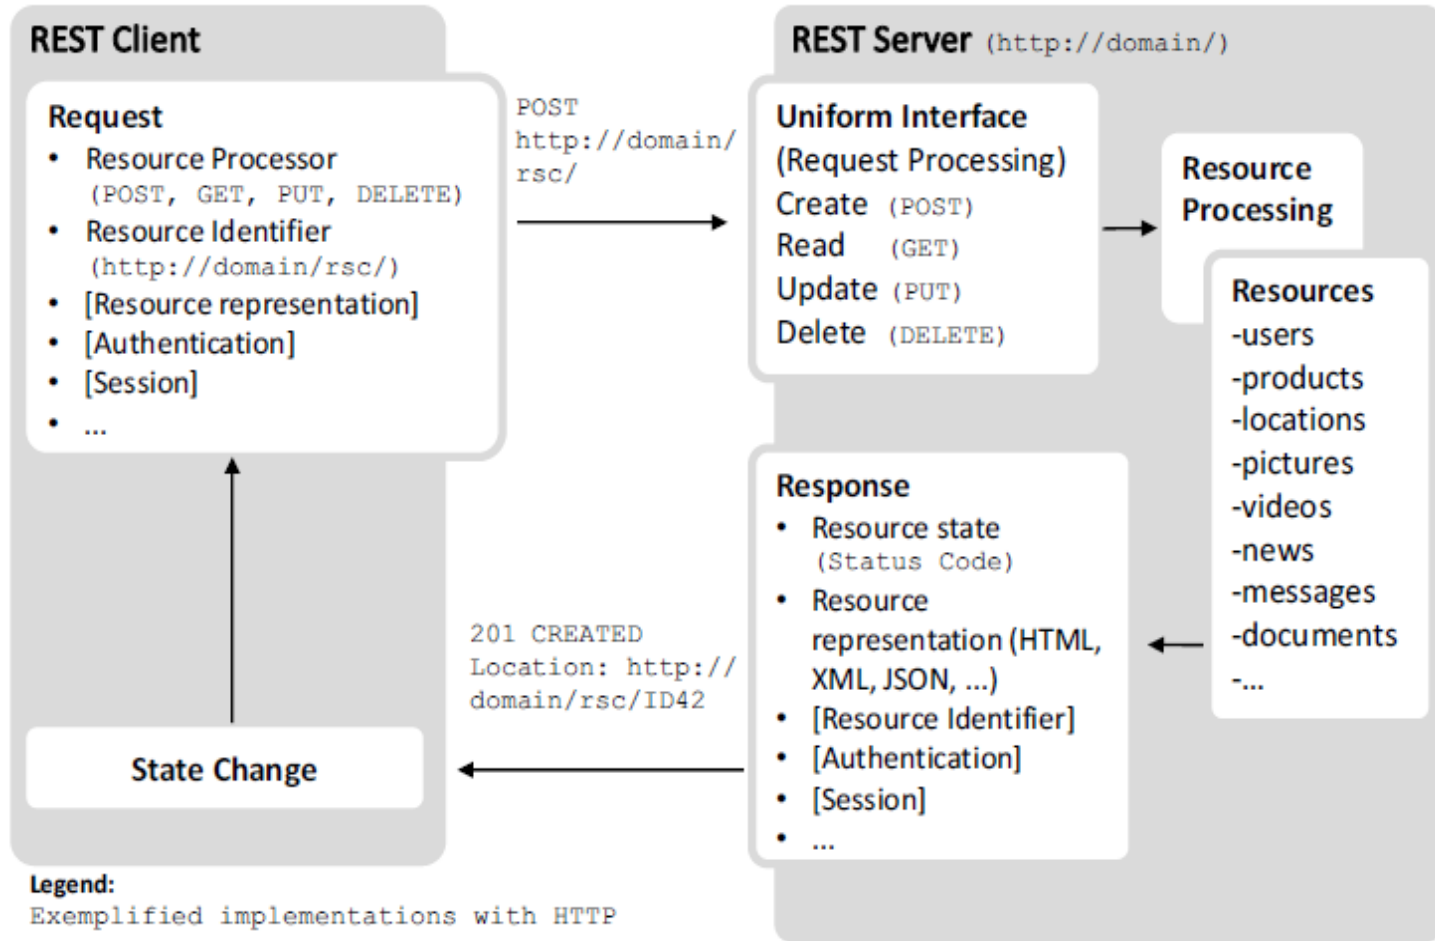 REST Client
Request
• Resource Processor
(POST, GET, PUT, DELETE)
• Resource Identifier
(http://domain/rsc/)
• [Resource representation]
• [Authentication]
• [Session]
• ...
State Change
POST
http://domain/
rsc/
201 CREATED
Location: http://
domain/rsc/ID42
REST Server (http://domain/)
Uniform Interface
(Request Processing)
Create (POST)
Read (GET)
Update (PUT)
Delete (DELETE)
Resource
Processing
Resources
-users
-products
-locations
-pictures
-videos
-news
-messages
-documents
-...
Response
• Resource state
(Status Code)
• Resource
representation (HTML,
XML, JSON, ...)
• [Resource Identifier]
• [Authentication]
• [Session]
• ...
Legend:
Exemplified implementations with HTTP